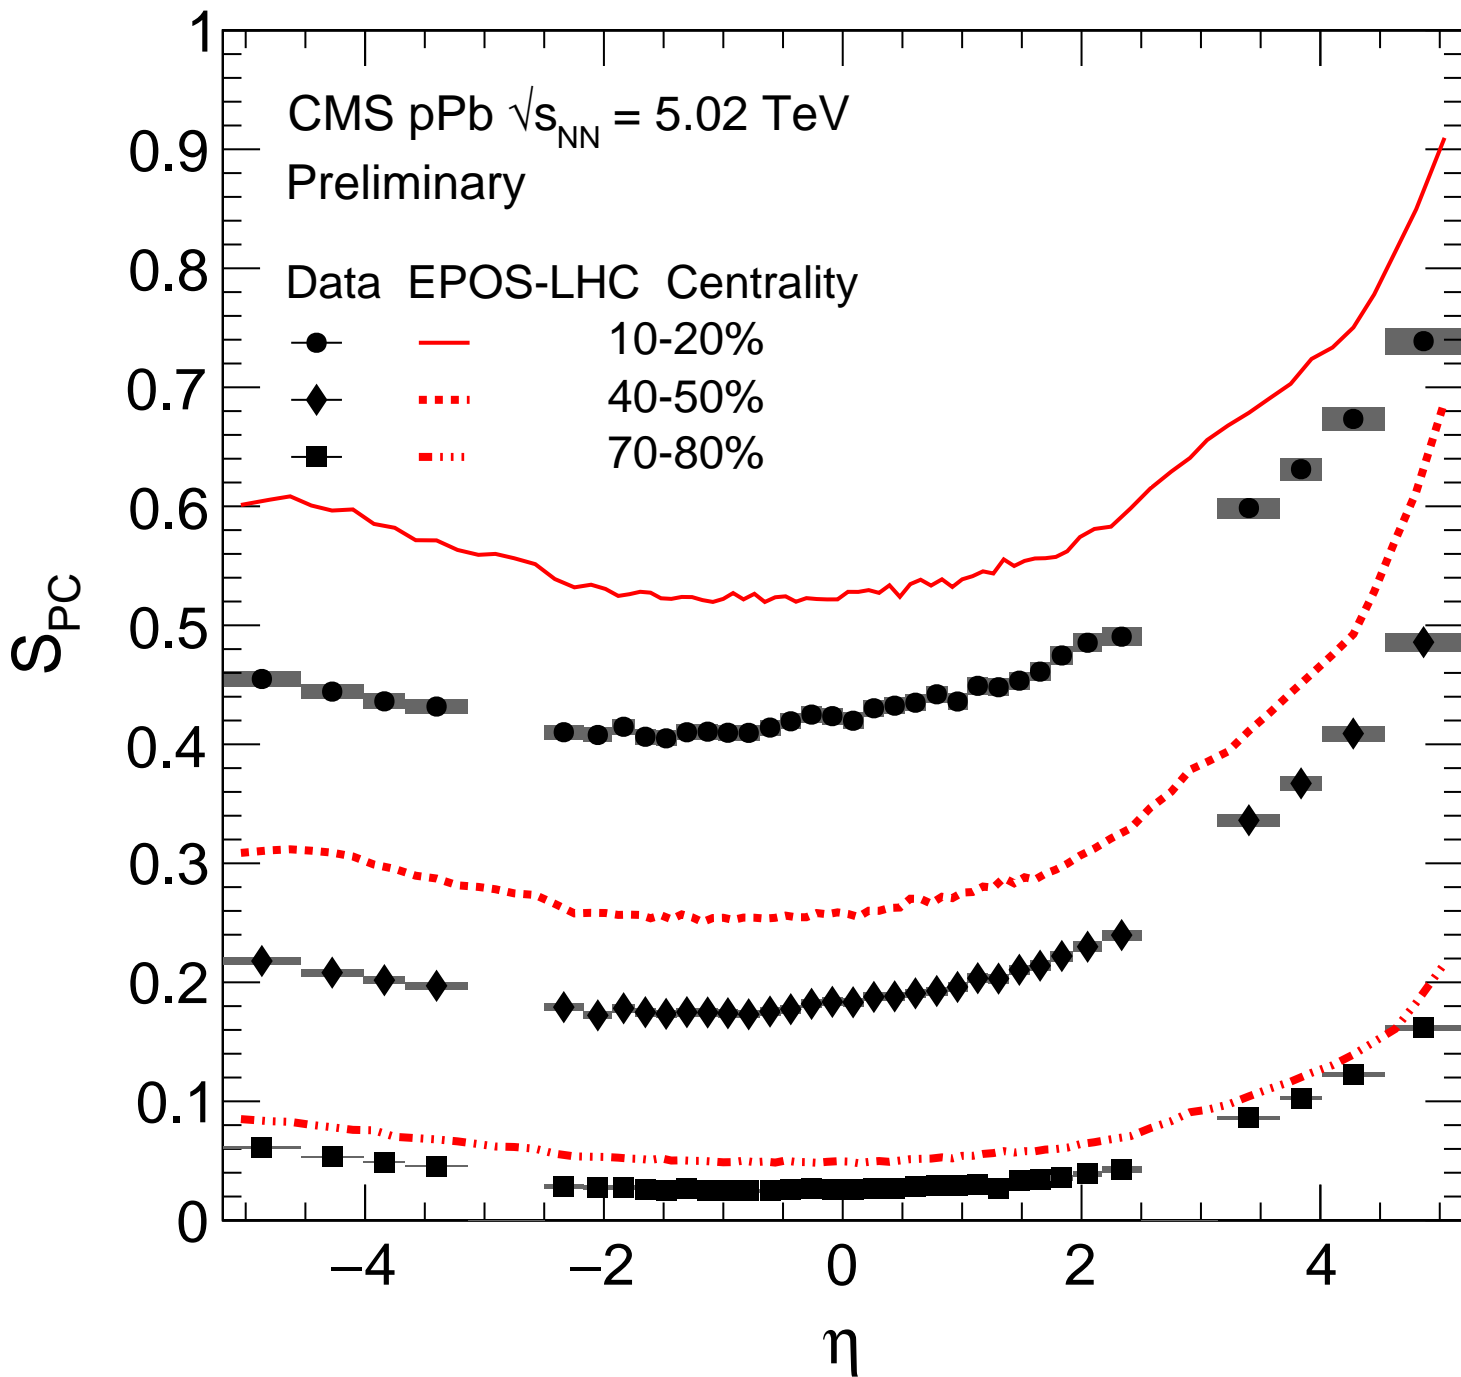 1
0.9
0.8
0.7
0.6
0.5
0.4
0.3
0.2
0.1
0
S_PC
CMS pPb √s_NN = 5.02 TeV
Preliminary
Data EPOS-LHC Centrality
10-20%
40-50%
70-80%
−4 −2 0 2 4
η